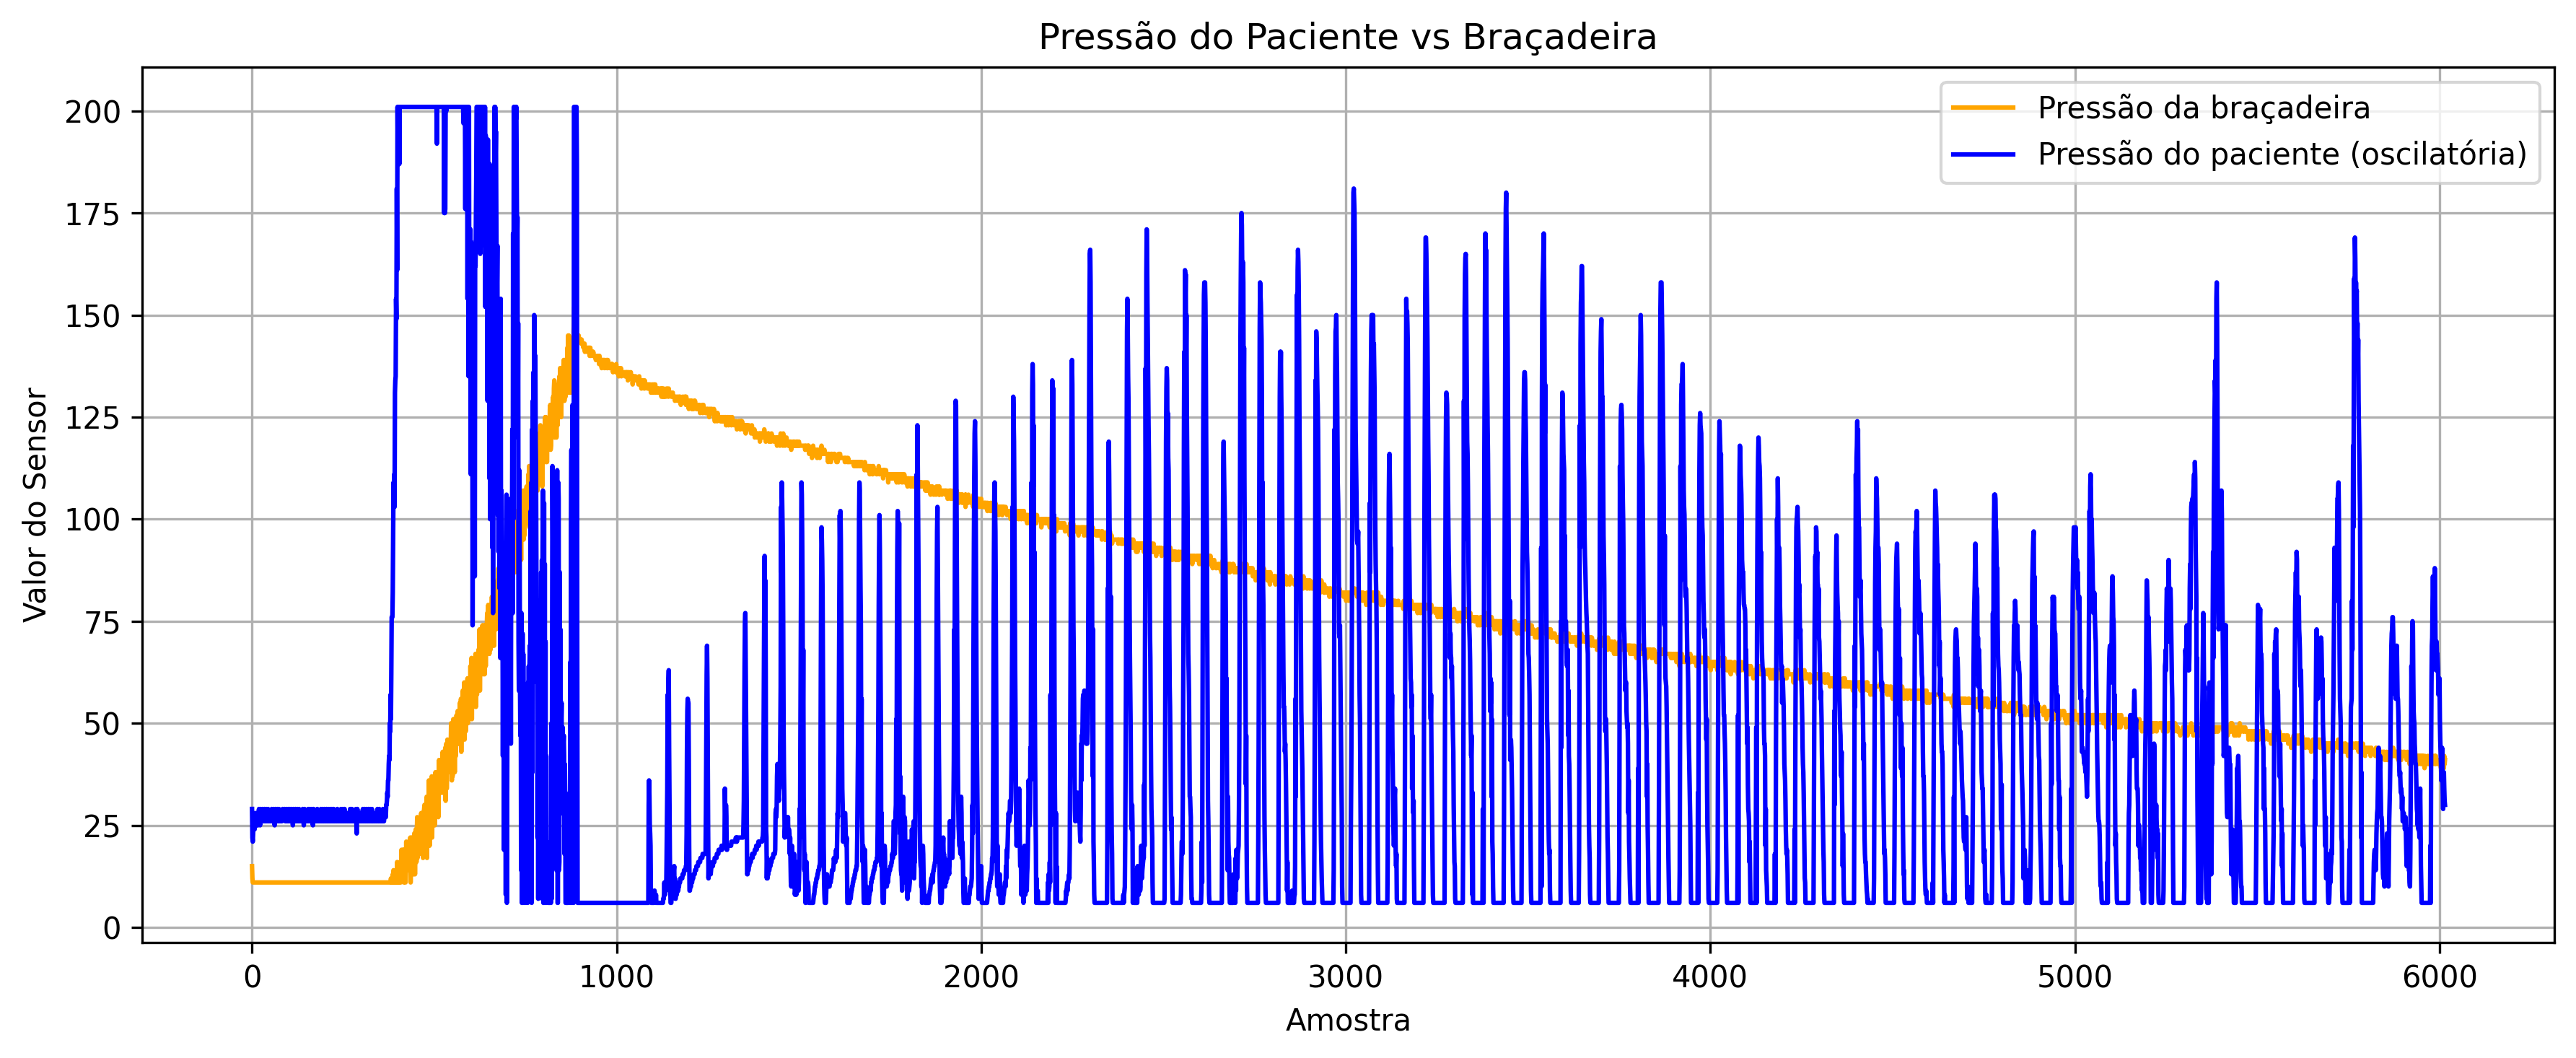 Pressão do Paciente vs Braçadeira
Pressão da braçadeira
Pressão do paciente (oscilatória)
Valor do Sensor
200
175
150
125
100
75
50
25
0
0 1000 2000 3000 4000 5000 6000
Amostra